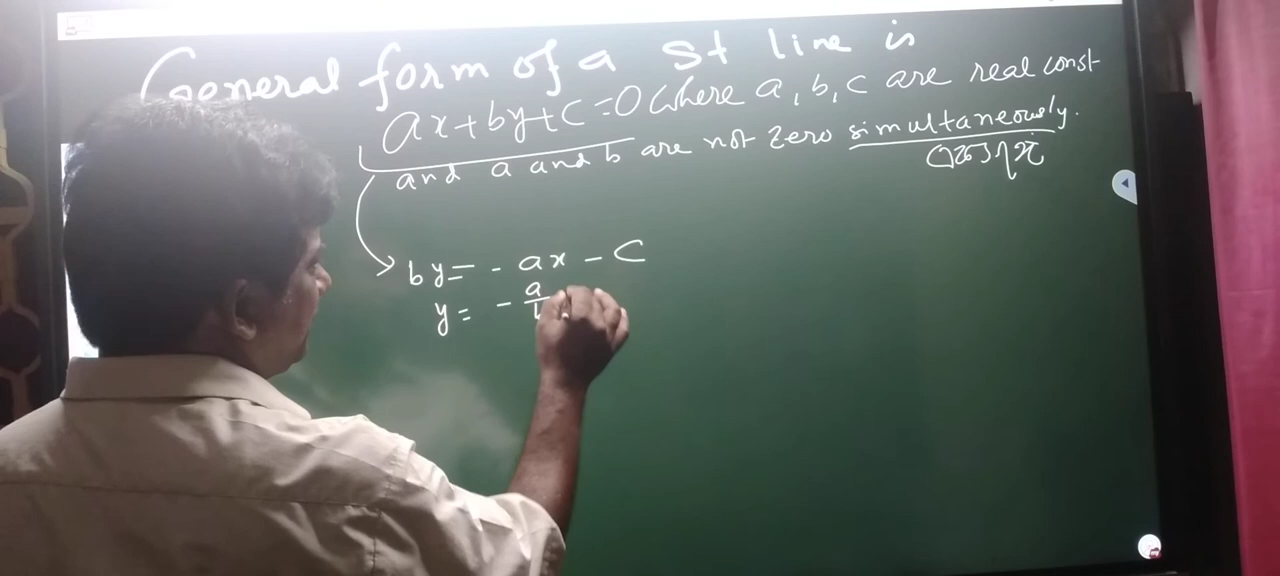 General form of a st line is
ax+by+c=0 where a, b, c are real const
and a and b are not zero simultaneously.
by = - ax - c
y = - a